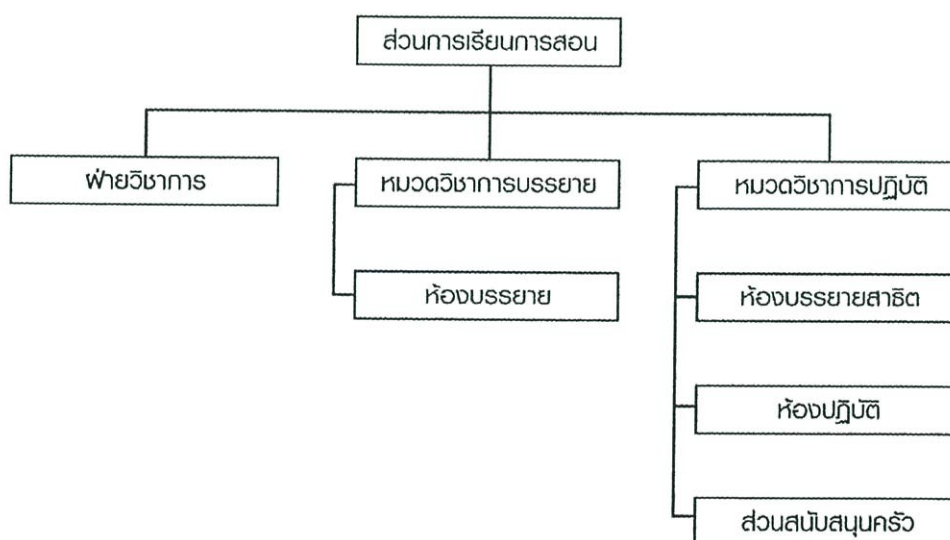 ส่วนการเรียนการสอน
ฝ่ายวิชาการ
หมวดวิชาการบรรยาย
หมวดวิชาการปฏิบัติ
ห้องบรรยาย
ห้องบรรยายสาธิต
ห้องปฏิบัติ
ส่วนสนับสนุนครัว